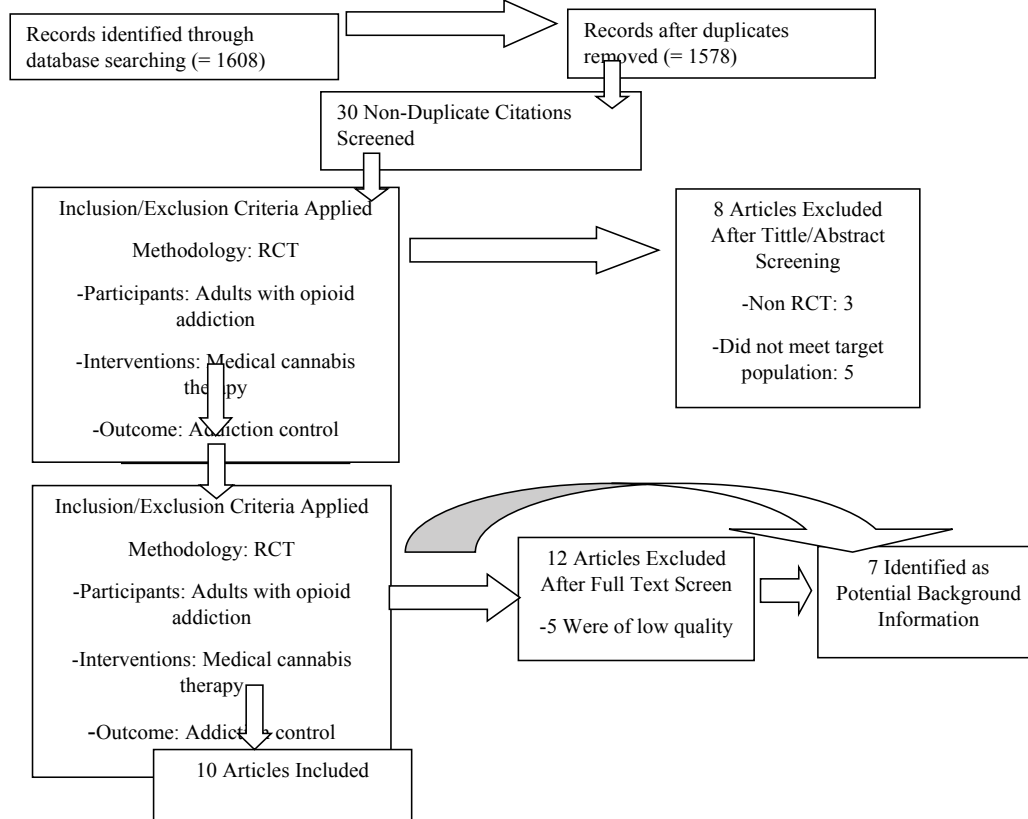 Records identified through
database searching (= 1608)
Records after duplicates
removed (= 1578)
30 Non-Duplicate Citations
Screened
Inclusion/Exclusion Criteria Applied
Methodology: RCT
-Participants: Adults with opioid
addiction
-Interventions: Medical cannabis
therapy
-Outcome: Addiction control
8 Articles Excluded
After Tittle/Abstract
Screening
-Non RCT: 3
-Did not meet target
population: 5
Inclusion/Exclusion Criteria Applied
Methodology: RCT
-Participants: Adults with opioid
addiction
-Interventions: Medical cannabis
therapy
-Outcome: Addiction control
12 Articles Excluded
After Full Text Screen
-5 Were of low quality
7 Identified as
Potential Background
Information
10 Articles Included